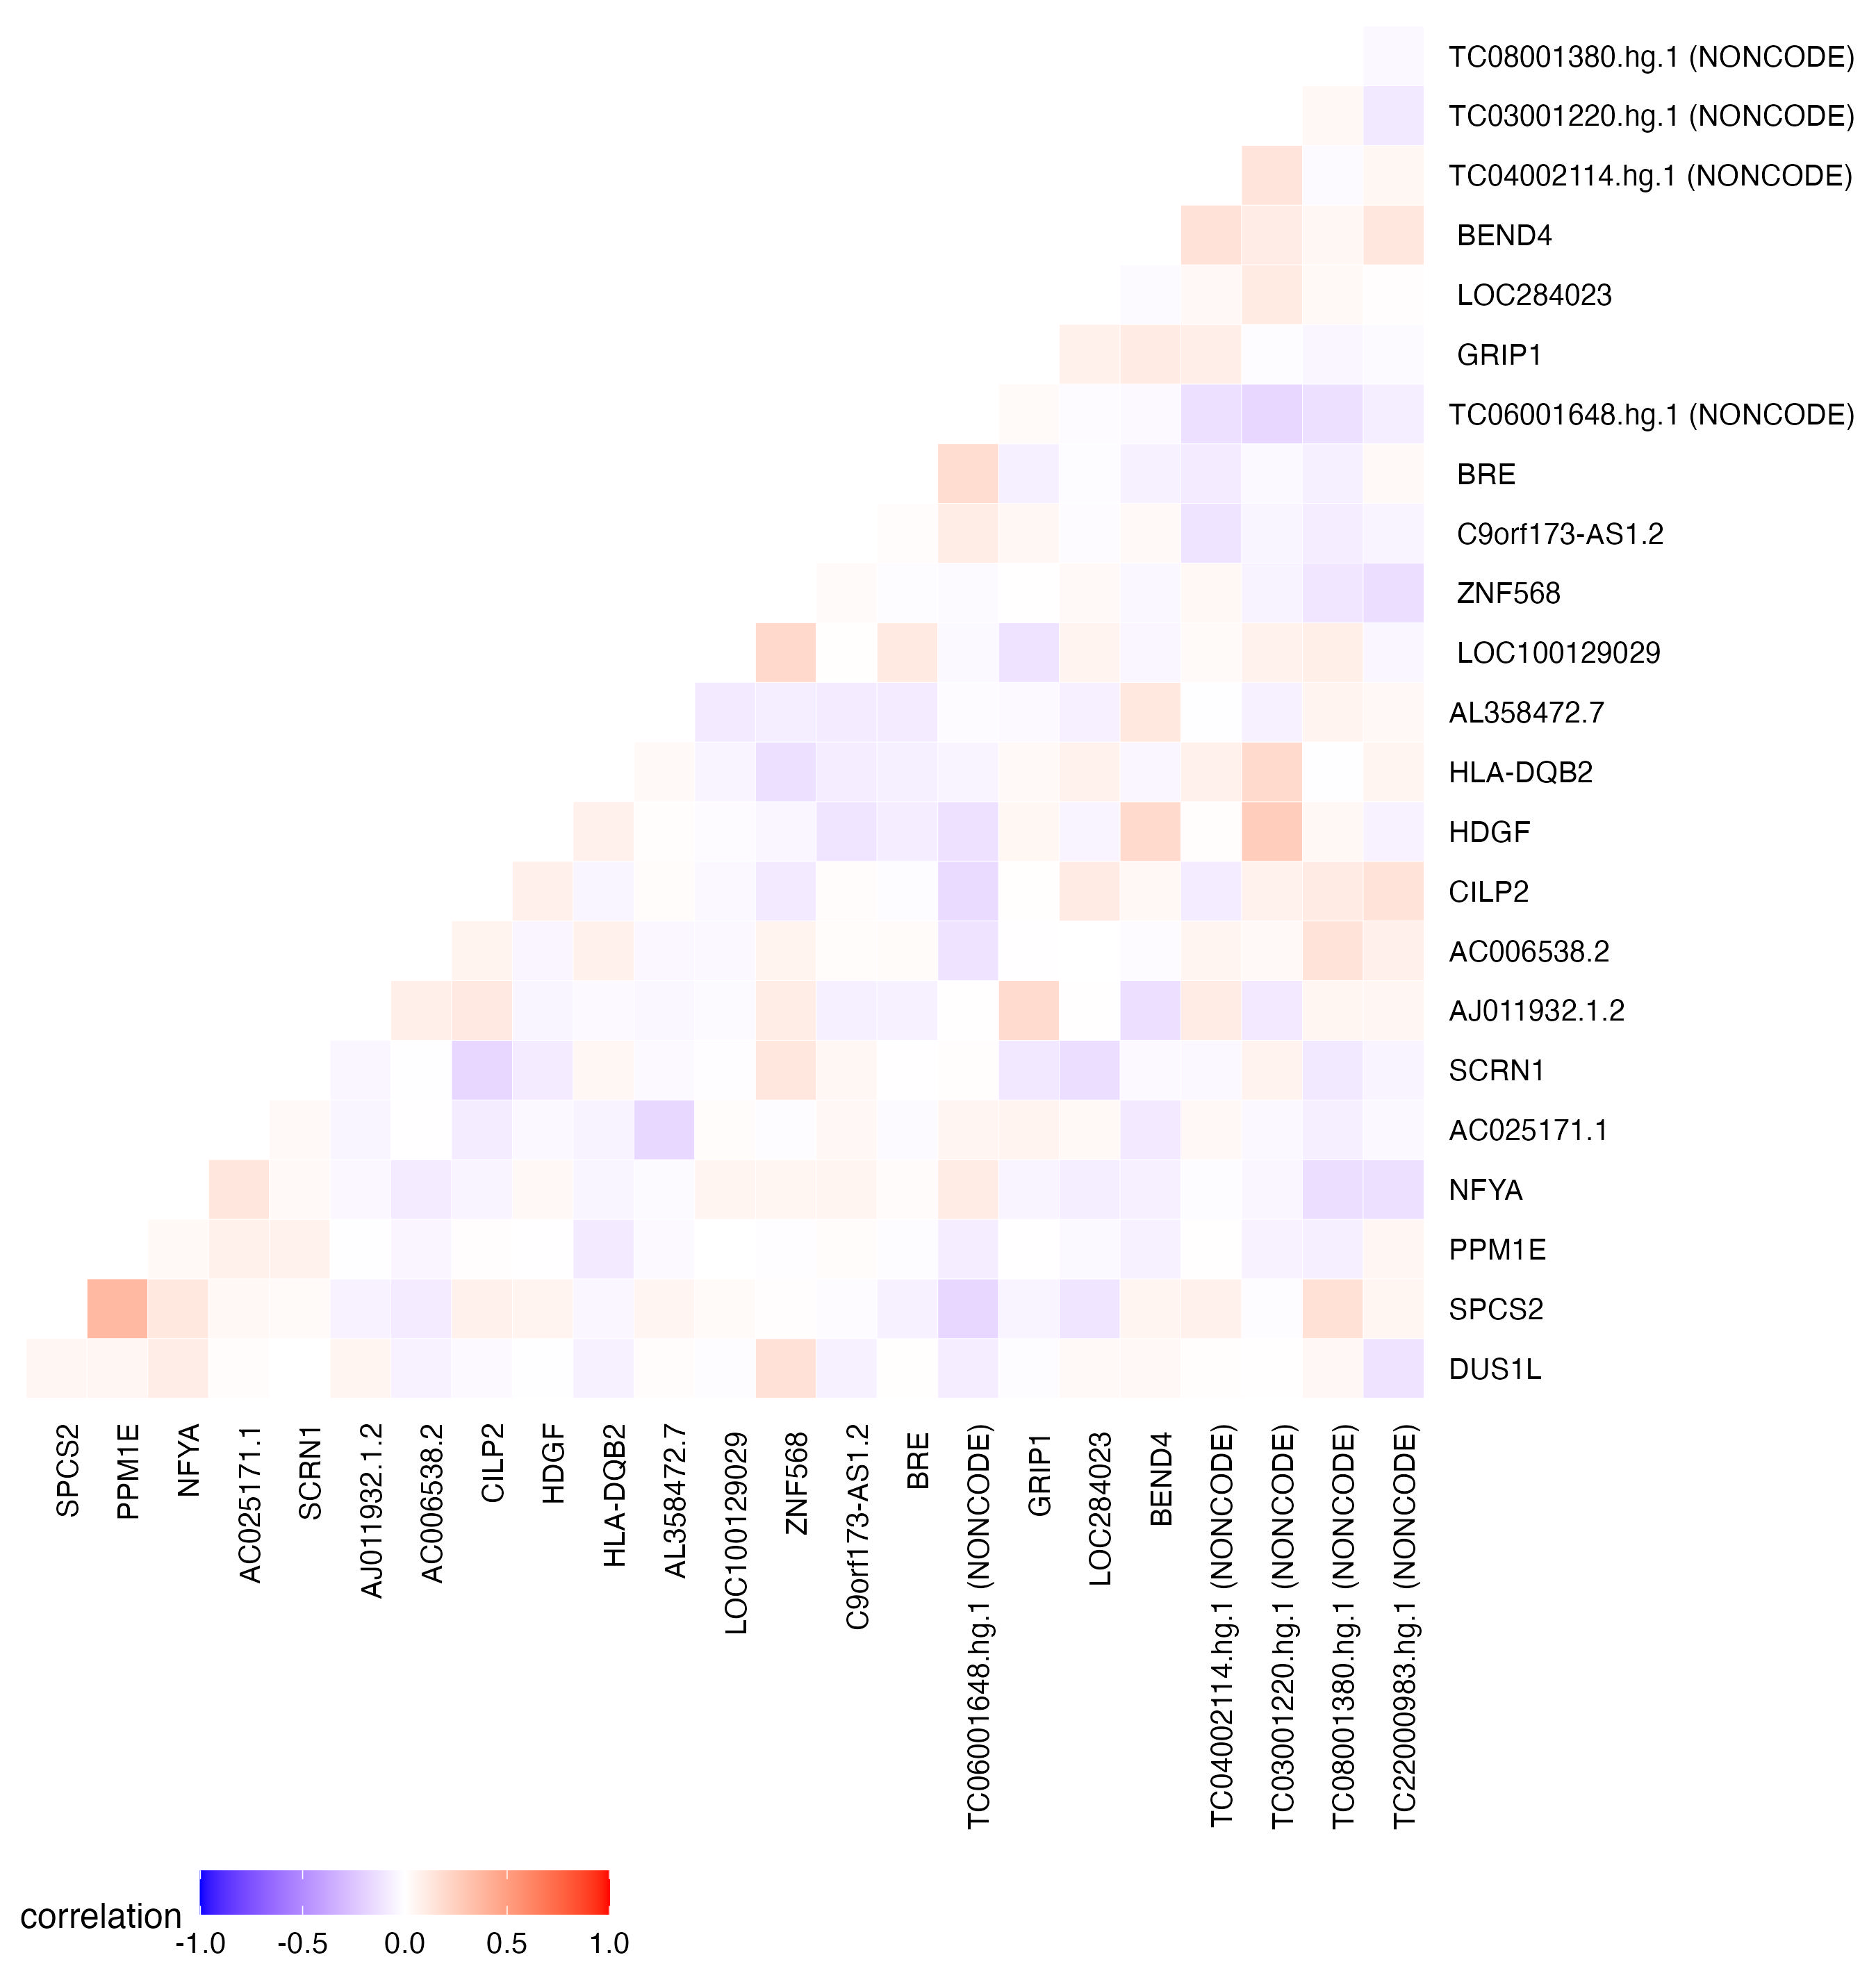 TC08001380.hg.1 (NONCODE)
TC03001220.hg.1 (NONCODE)
TC04002114.hg.1 (NONCODE)
BEND4
LOC284023
GRIP1
TC06001648.hg.1 (NONCODE)
BRE
C9orf173-AS1.2
ZNF568
LOC100129029
AL358472.7
HLA-DQB2
HDGF
CILP2
AC006538.2
AJ011932.1.2
SCRN1
AC025171.1
NFYA
PPM1E
SPCS2
DUS1L
SPCS2
PPM1E
NFYA
AC025171.1
SCRN1
AJ011932.1.2
AC006538.2
CILP2
HDGF
HLA-DQB2
AL358472.7
LOC100129029
ZNF568
C9orf173-AS1.2
BRE
TC06001648.hg.1 (NONCODE)
GRIP1
LOC284023
BEND4
TC04002114.hg.1 (NONCODE)
TC03001220.hg.1 (NONCODE)
TC08001380.hg.1 (NONCODE)
TC22000983.hg.1 (NONCODE)
correlation
-1.0 -0.5 0.0 0.5 1.0